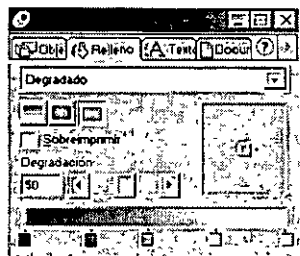 Obje Relleno Texto Docum
Degradado
Sobreimprimir
Degradación
50